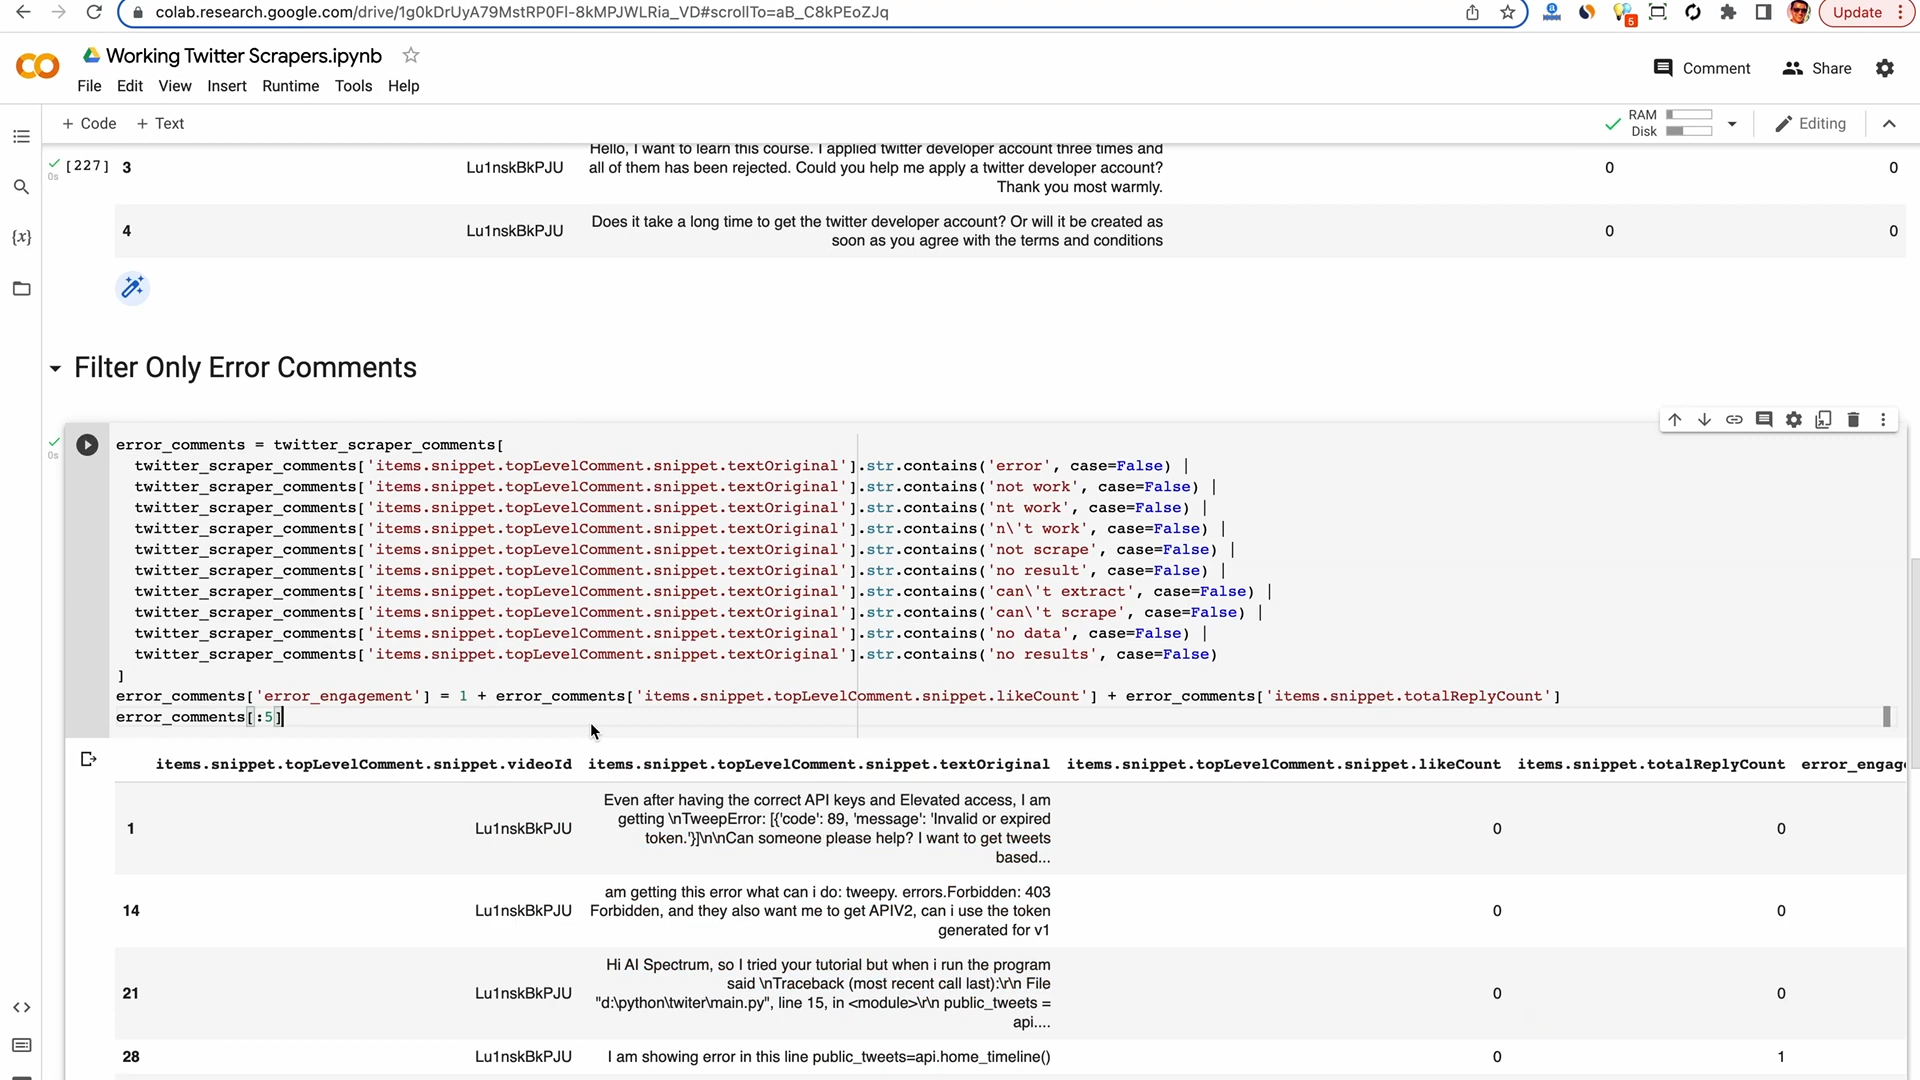 colab.research.google.com/drive/1g0kDrUyA79MstRP0Fl-8kMPJWLRia_VD#scrollTo=aB_C8kPEoZJq
5
Update
Working Twitter Scrapers.ipynb
Comment
Share
File Edit View Insert Runtime Tools Help
+ Code + Text
RAM
Disk
Editing
Hello, I want to learn this course. I applied twitter developer account three times and
[227] 3 Lu1nskBkPJU all of them has been rejected. Could you help me apply a twitter developer account? 0 0
0s
Thank you most warmly.
4 Lu1nskBkPJU Does it take a long time to get the twitter developer account? Or will it be created as 0 0
soon as you agree with the terms and conditions
{x}
Filter Only Error Comments
0s
error_comments = twitter_scraper_comments[
twitter_scraper_comments['items.snippet.topLevelComment.snippet.textOriginal'].str.contains('error', case=False) |
twitter_scraper_comments['items.snippet.topLevelComment.snippet.textOriginal'].str.contains('not work', case=False) |
twitter_scraper_comments['items.snippet.topLevelComment.snippet.textOriginal'].str.contains('nt work', case=False) |
twitter_scraper_comments['items.snippet.topLevelComment.snippet.textOriginal'].str.contains('n\'t work', case=False) |
twitter_scraper_comments['items.snippet.topLevelComment.snippet.textOriginal'].str.contains('not scrape', case=False) |
twitter_scraper_comments['items.snippet.topLevelComment.snippet.textOriginal'].str.contains('no result', case=False) |
twitter_scraper_comments['items.snippet.topLevelComment.snippet.textOriginal'].str.contains('can\'t extract', case=False) |
twitter_scraper_comments['items.snippet.topLevelComment.snippet.textOriginal'].str.contains('can\'t scrape', case=False) |
twitter_scraper_comments['items.snippet.topLevelComment.snippet.textOriginal'].str.contains('no data', case=False) |
twitter_scraper_comments['items.snippet.topLevelComment.snippet.textOriginal'].str.contains('no results', case=False)
]
error_comments['error_engagement'] = 1 + error_comments['items.snippet.topLevelComment.snippet.likeCount'] + error_comments['items.snippet.totalReplyCount']
error_comments[:5]
items.snippet.topLevelComment.snippet.videoId items.snippet.topLevelComment.snippet.textOriginal items.snippet.topLevelComment.snippet.likeCount items.snippet.totalReplyCount error_engag
Even after having the correct API keys and Elevated access, I am
getting \nTweepError: [{'code': 89, 'message': 'Invalid or expired
1 Lu1nskBkPJU 0 0
token.'}]\n\nCan someone please help? I want to get tweets
based...
am getting this error what can i do: tweepy. errors.Forbidden: 403
14 Lu1nskBkPJU Forbidden, and they also want me to get APIV2, can i use the token 0 0
generated for v1
Hi AI Spectrum, so I tried your tutorial but when i run the program
said \nTraceback (most recent call last):\r\n File
21 Lu1nskBkPJU 0 0
"d:\python\twiter\main.py", line 15, in <module>\r\n public_tweets =
api....
28 Lu1nskBkPJU I am showing error in this line public_tweets=api.home_timeline() 0 1